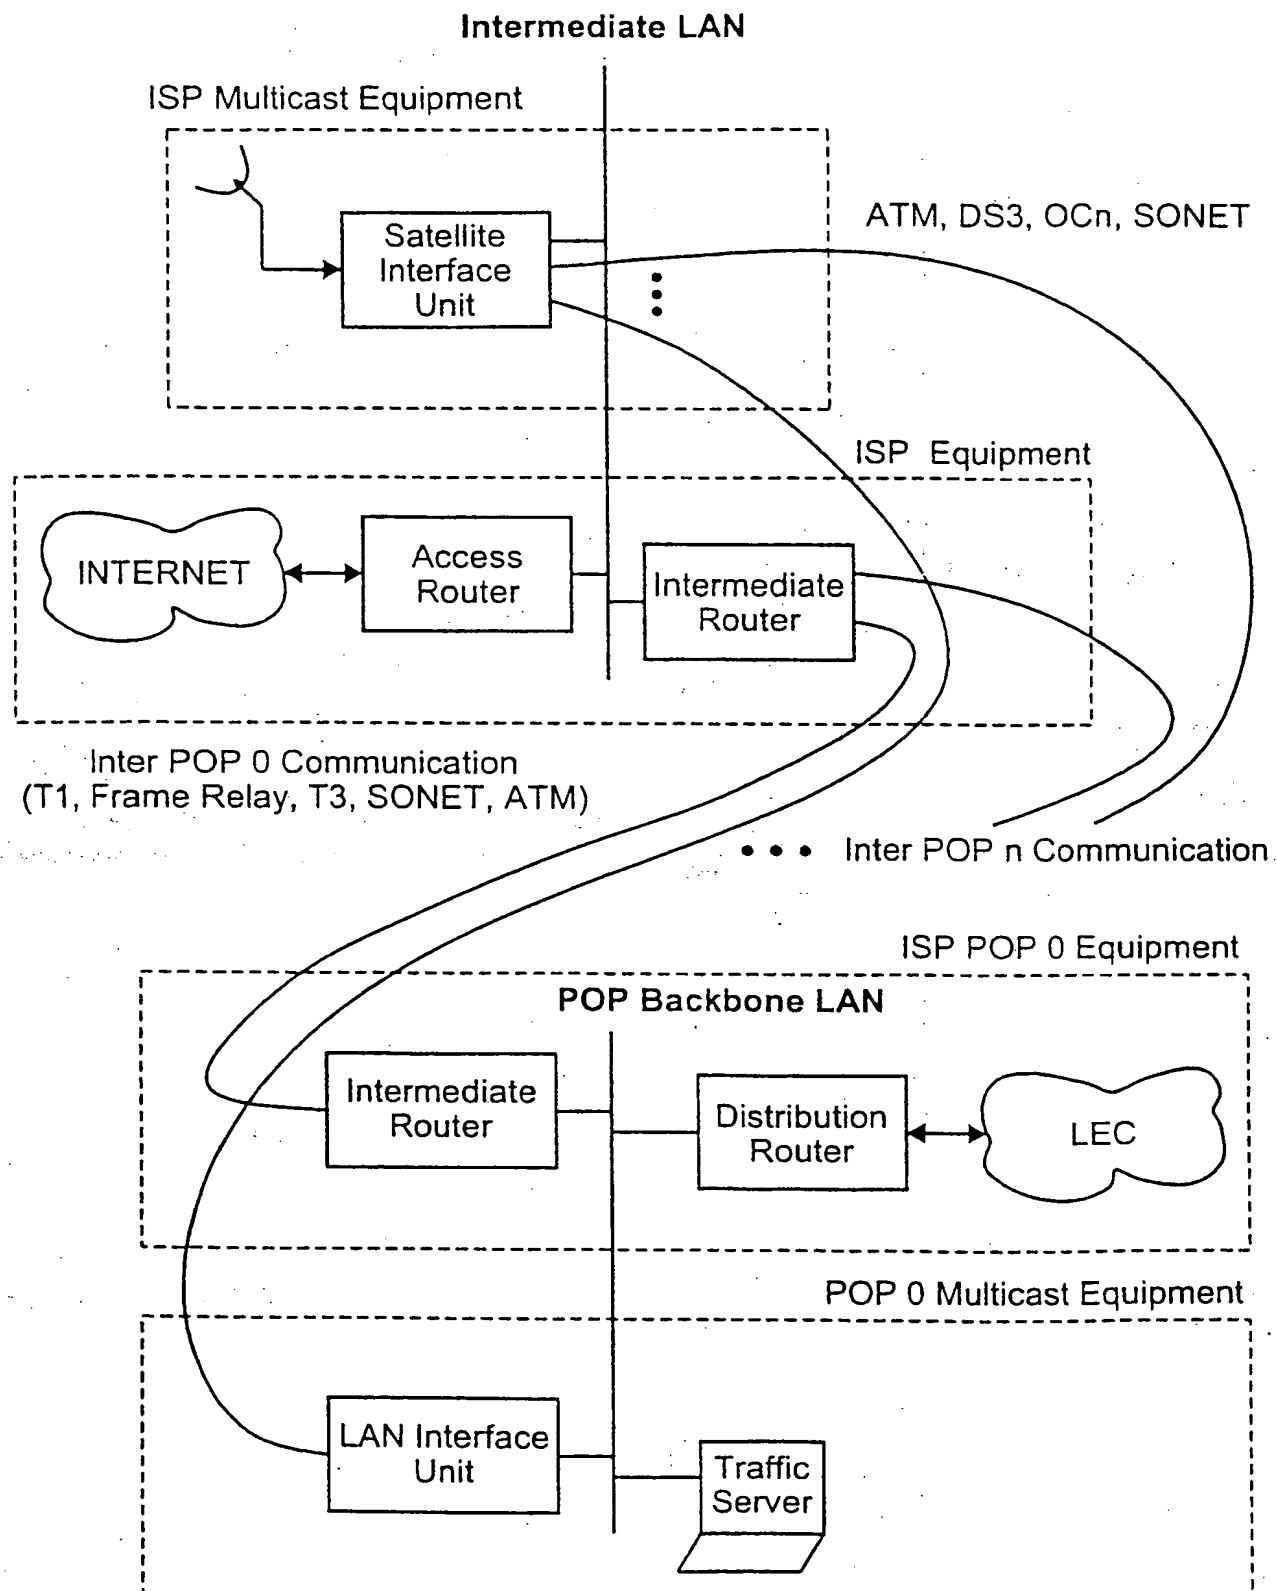 Intermediate LAN
ISP Multicast Equipment
Satellite
Interface
Unit
ATM, DS3, OCn, SONET
ISP Equipment
INTERNET
Access
Router
Intermediate
Router
Inter POP 0 Communication
(T1, Frame Relay, T3, SONET, ATM)
Inter POP n Communication
ISP POP 0 Equipment
POP Backbone LAN
Intermediate
Router
Distribution
Router
LEC
POP 0 Multicast Equipment
LAN Interface
Unit
Traffic
Server